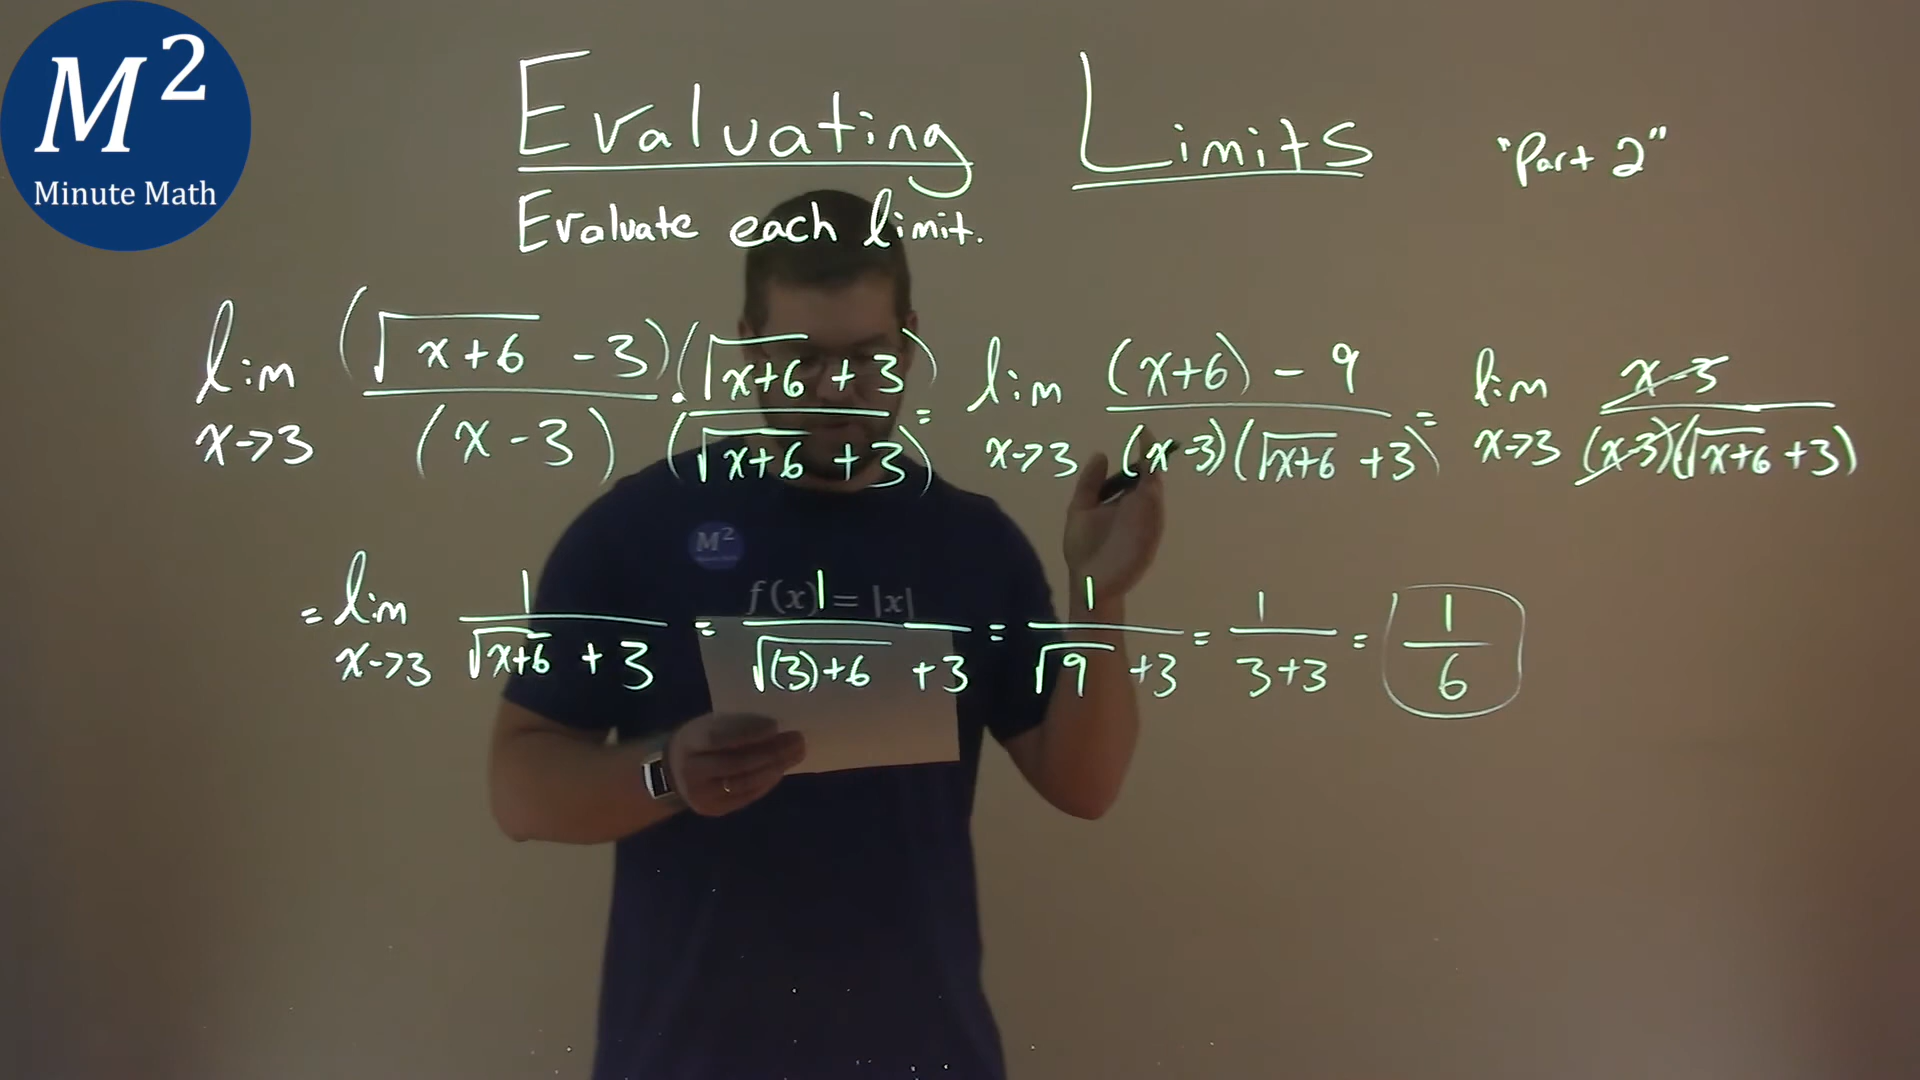 M²
Minute Math
Evaluating Limits "Part 2"
Evaluate each limit.
lim x→3 (√(x+6) - 3)/(x-3) · (√(x+6) + 3)/(√(x+6) + 3) = lim x→3 ((x+6) - 9)/((x-3)(√(x+6) + 3)) = lim x→3 (x-3)/((x-3)(√(x+6) + 3))
M²
f(x) = |x|
= lim x→3 1/(√(x+6) + 3) = 1/(√((3)+6) + 3) = 1/(√9 + 3) = 1/(3+3) = 1/6